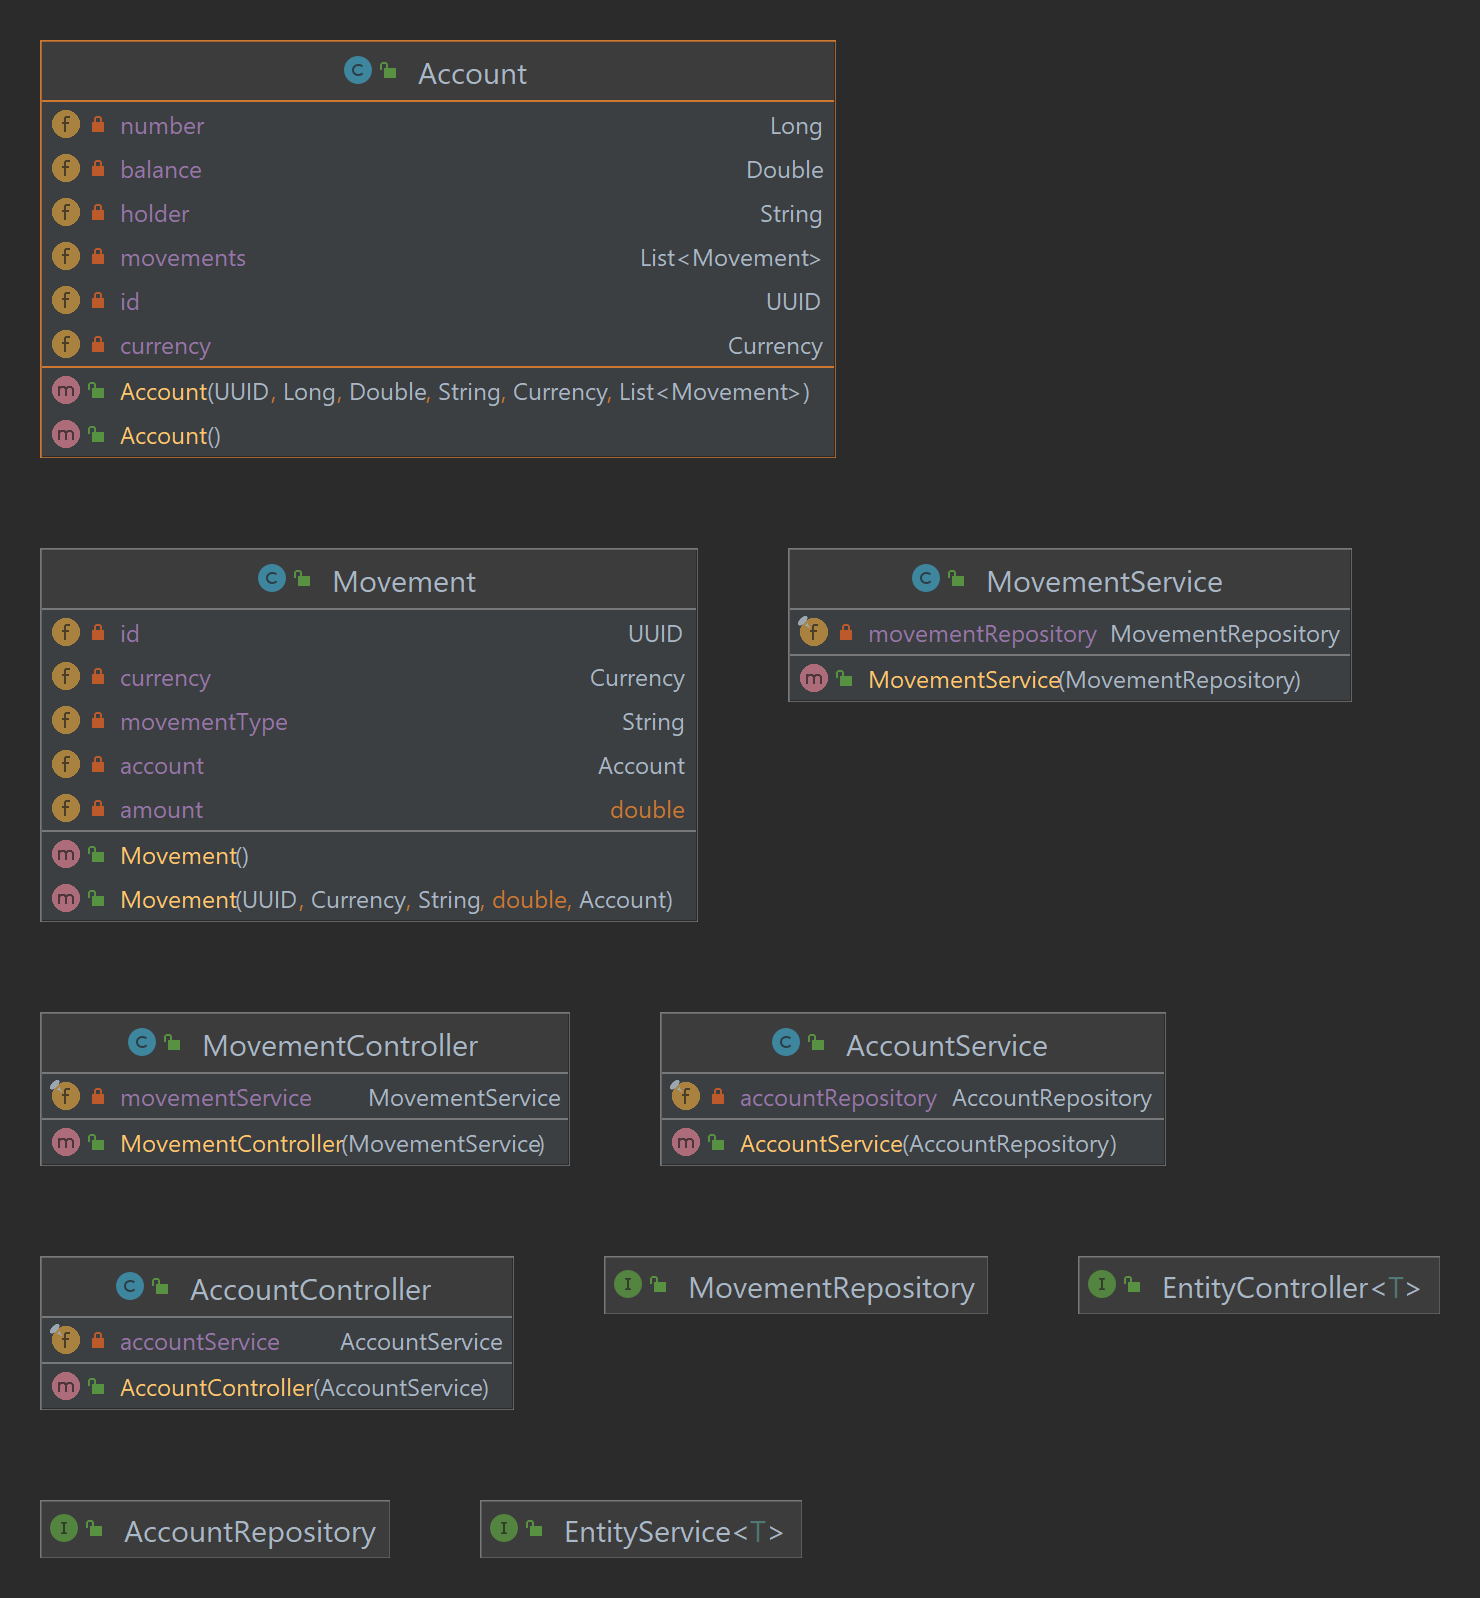 Account
number Long
balance Double
holder String
movements List<Movement>
id UUID
currency Currency
Account(UUID, Long, Double, String, Currency, List<Movement>)
Account()
Movement
id UUID
currency Currency
movementType String
account Account
amount double
Movement()
Movement(UUID, Currency, String, double, Account)
MovementService
movementRepository MovementRepository
MovementService(MovementRepository)
MovementController
movementService MovementService
MovementController(MovementService)
AccountService
accountRepository AccountRepository
AccountService(AccountRepository)
AccountController
accountService AccountService
AccountController(AccountService)
MovementRepository
EntityController<T>
AccountRepository
EntityService<T>